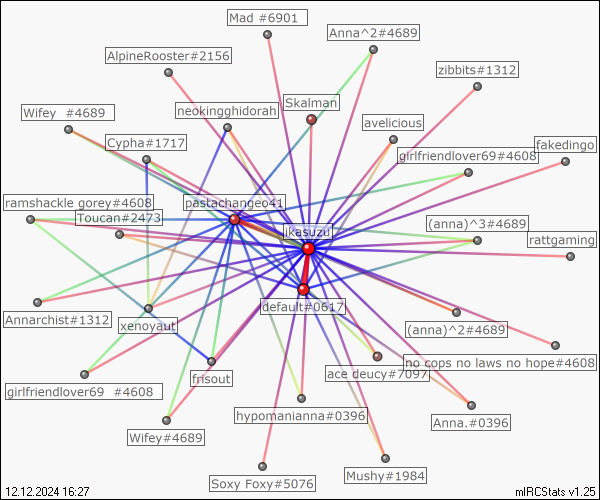 Mad #6901
Anna^2#4689
AlpineRooster#2156
zibbits#1312
Skalman
Wifey  #4689
neokingghidorah
avelicious
Cypha#1717
girlfriendlover69#4608
fakedingo
ramshackle gorey#4608
pastachangeo41
Toucan#2473
(anna)^3#4689
likasuzu
rattgaming
default#0617
Annarchist#1312
xenoyaut
(anna)^2#4689
no cops no laws no hope#4608
frisout
ace deucy#7097
girlfriendlover69  #4608
hypomanianna#0396
Anna.#0396
Wifey#4689
Mushy#1984
Soxy Foxy#5076
12.12.2024 16:27
mIRCStats v1.25